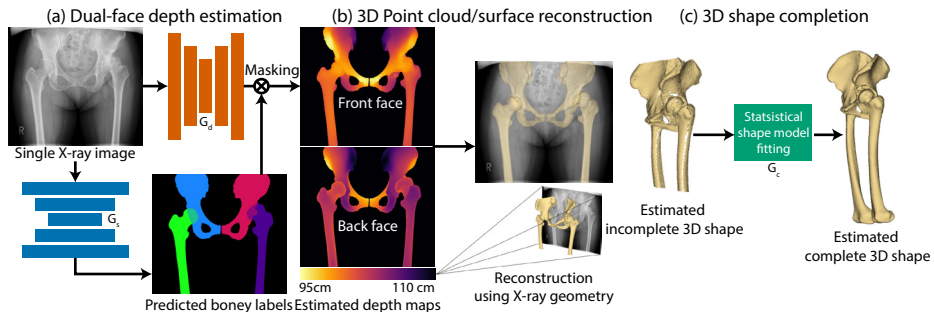 (a) Dual-face depth estimation
(b) 3D Point cloud/surface reconstruction
(c) 3D shape completion
Masking
G_d
R
Single X-ray image
G_s
Predicted boney labels
Front face
Back face
95cm
110 cm
Estimated depth maps
R
Reconstruction
using X-ray geometry
Estimated
incomplete 3D shape
Statsistical
shape model
fitting
G_c
Estimated
complete 3D shape